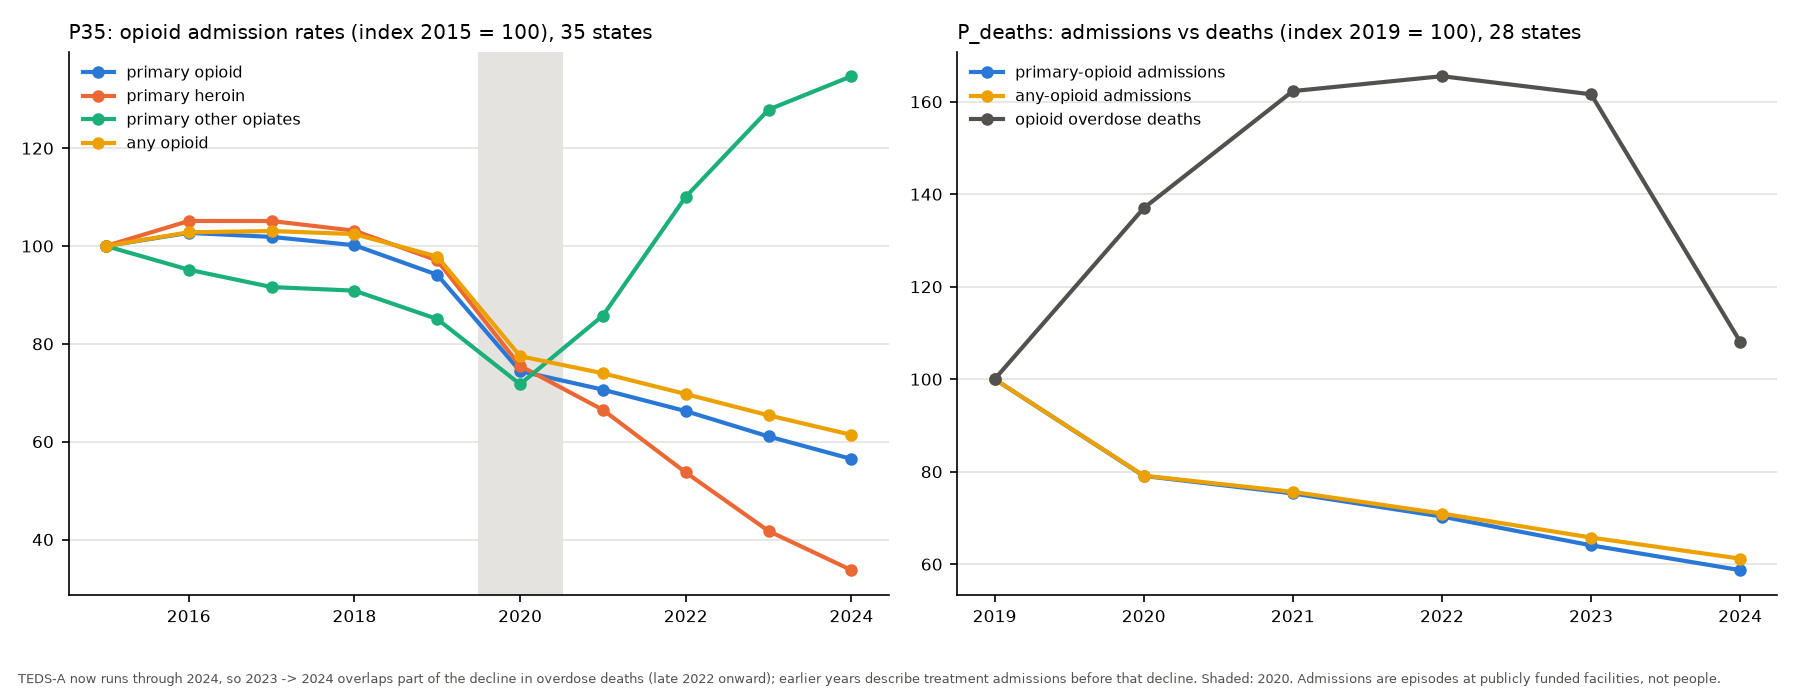 P35: opioid admission rates (index 2015 = 100), 35 states
primary opioid
primary heroin
primary other opiates
any opioid
120
100
80
60
40
2016
2018
2020
2022
2024
P_deaths: admissions vs deaths (index 2019 = 100), 28 states
primary-opioid admissions
any-opioid admissions
opioid overdose deaths
160
140
120
100
80
60
2019
2020
2021
2022
2023
2024
TEDS-A now runs through 2024, so 2023 -> 2024 overlaps part of the decline in overdose deaths (late 2022 onward); earlier years describe treatment admissions before that decline. Shaded: 2020. Admissions are episodes at publicly funded facilities, not people.